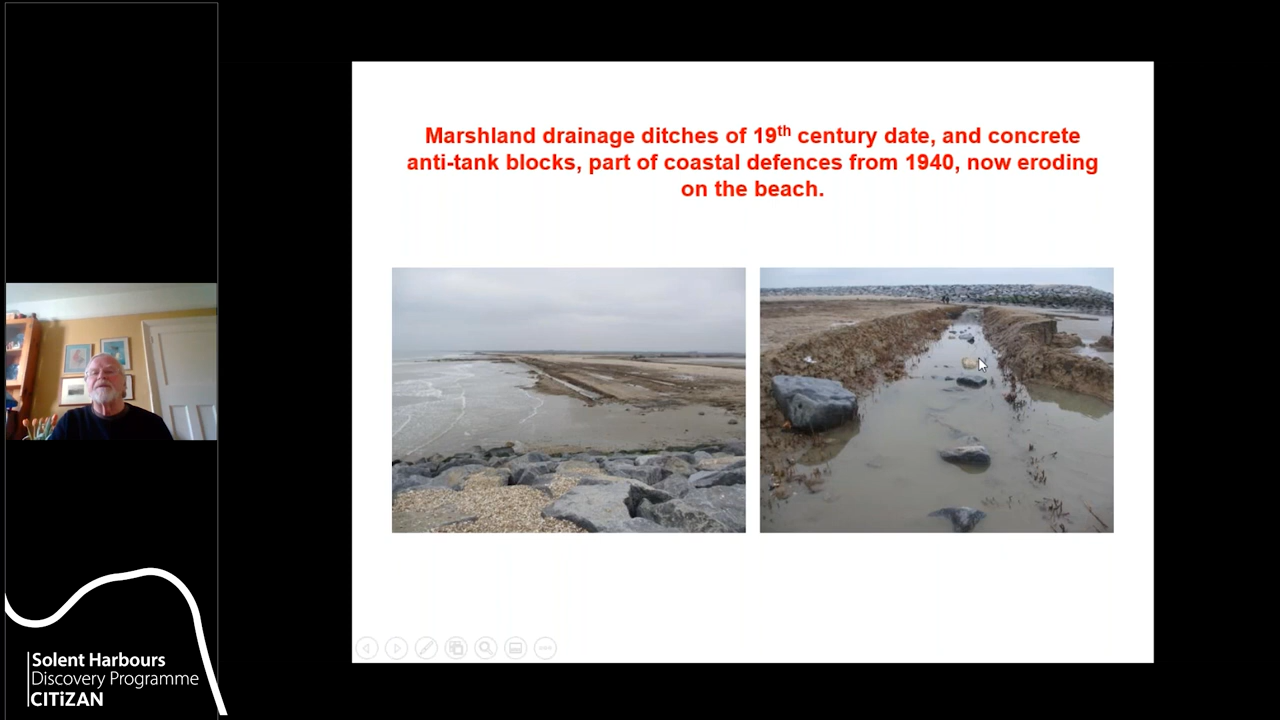 Marshland drainage ditches of 19th century date, and concrete
anti-tank blocks, part of coastal defences from 1940, now eroding
on the beach.
Solent Harbours
Discovery Programme
CITiZAN